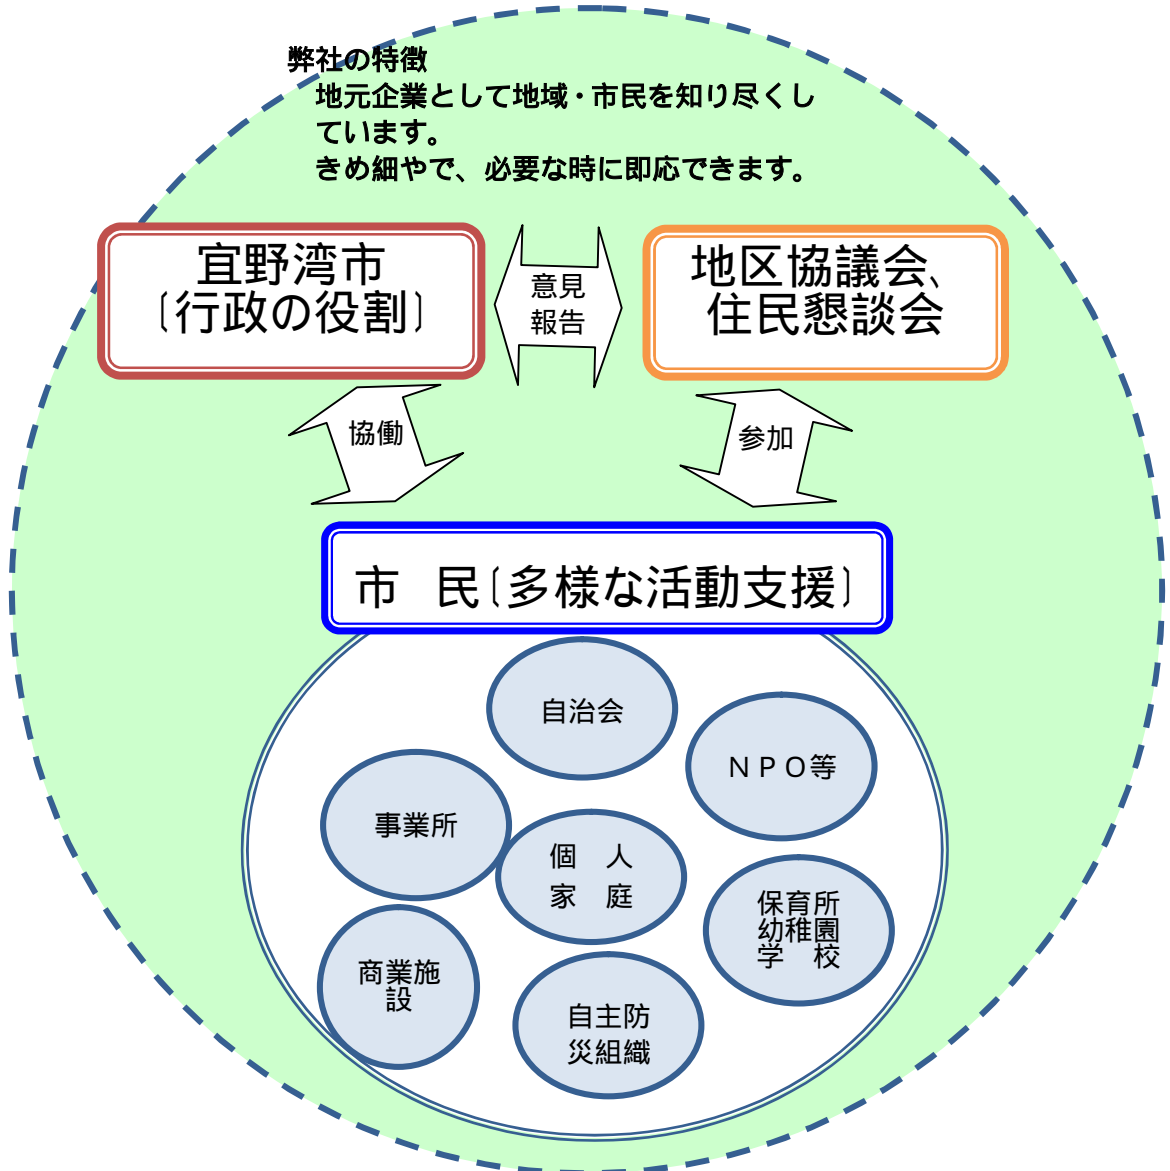 弊社の特徴
地元企業として地域・市民を知り尽くし
ています。
きめ細やで、必要な時に即応できます。
宜野湾市
〔行政の役割〕
意見
報告
地区協議会、
住民懇談会
協働
参加
市　民〔多様な活動支援〕
自治会
ＮＰＯ等
事業所
個　人
家　庭
保育所
幼稚園
学　校
商業施
設
自主防
災組織